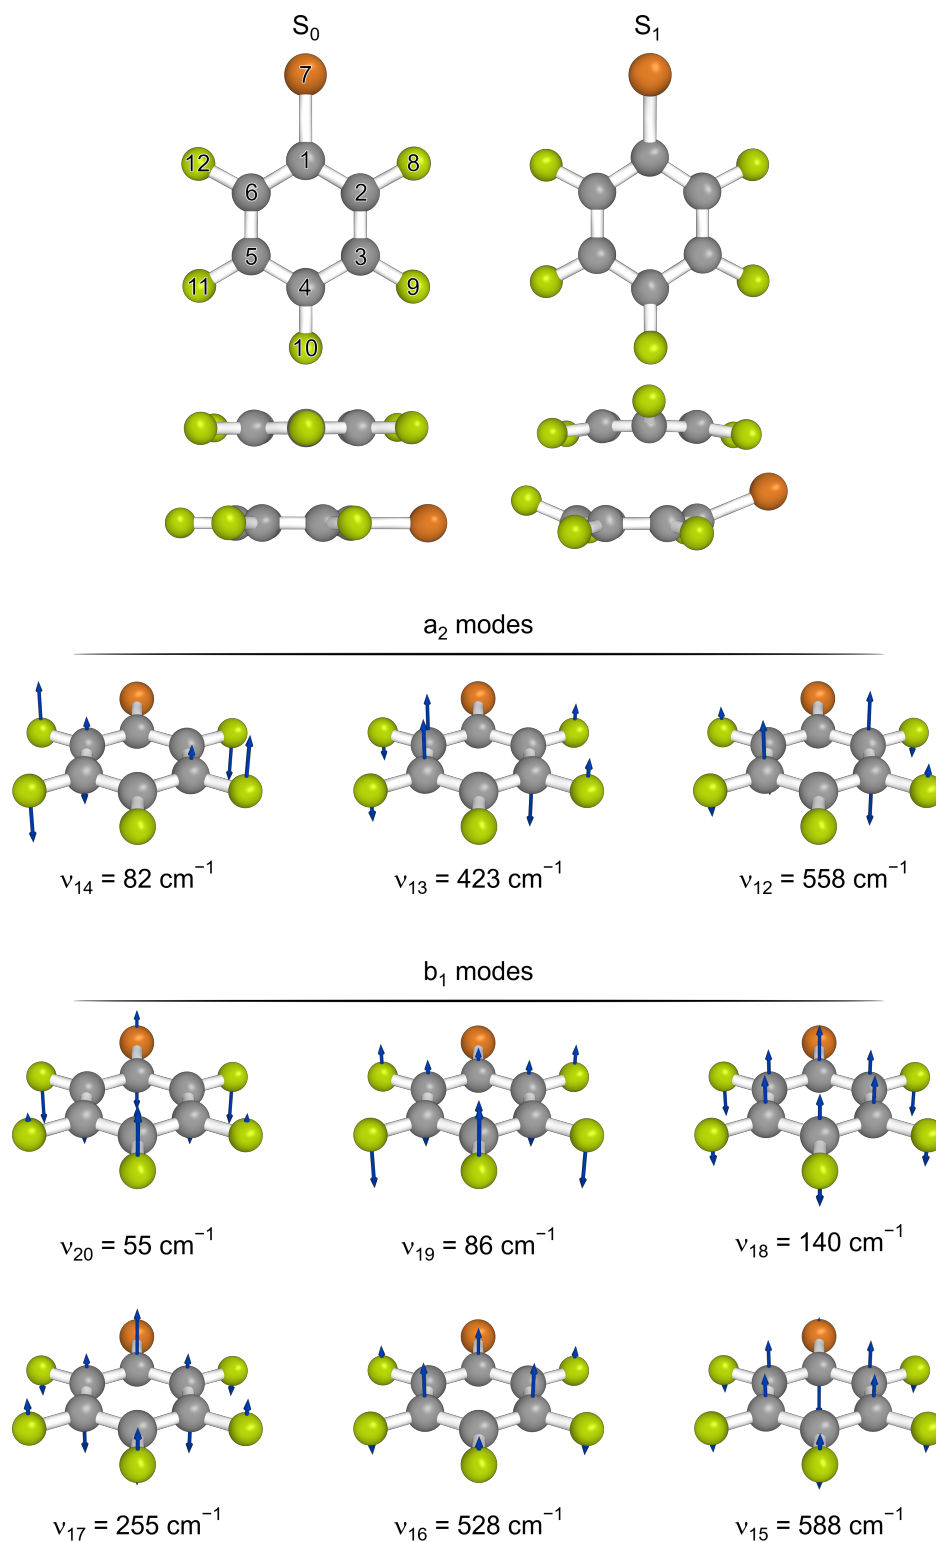 S₀ S₁
7
12 1 8
6 2
5 3
11 4 9
10
a₂ modes
ν₁₄ = 82 cm⁻¹ ν₁₃ = 423 cm⁻¹ ν₁₂ = 558 cm⁻¹
b₁ modes
ν₂₀ = 55 cm⁻¹ ν₁₉ = 86 cm⁻¹ ν₁₈ = 140 cm⁻¹
ν₁₇ = 255 cm⁻¹ ν₁₆ = 528 cm⁻¹ ν₁₅ = 588 cm⁻¹